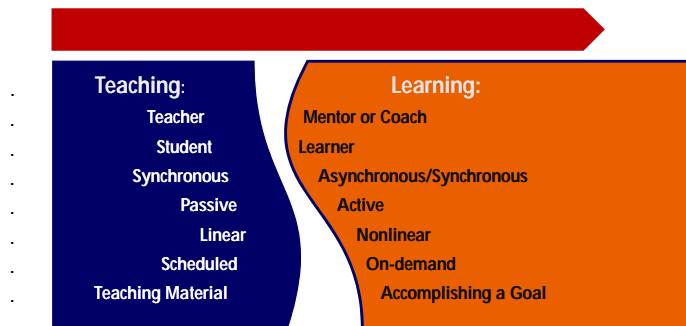 Teaching: Learning:
Teacher Mentor or Coach
Student Learner
Synchronous Asynchronous/Synchronous
Passive Active
Linear Nonlinear
Scheduled On-demand
Teaching Material Accomplishing a Goal